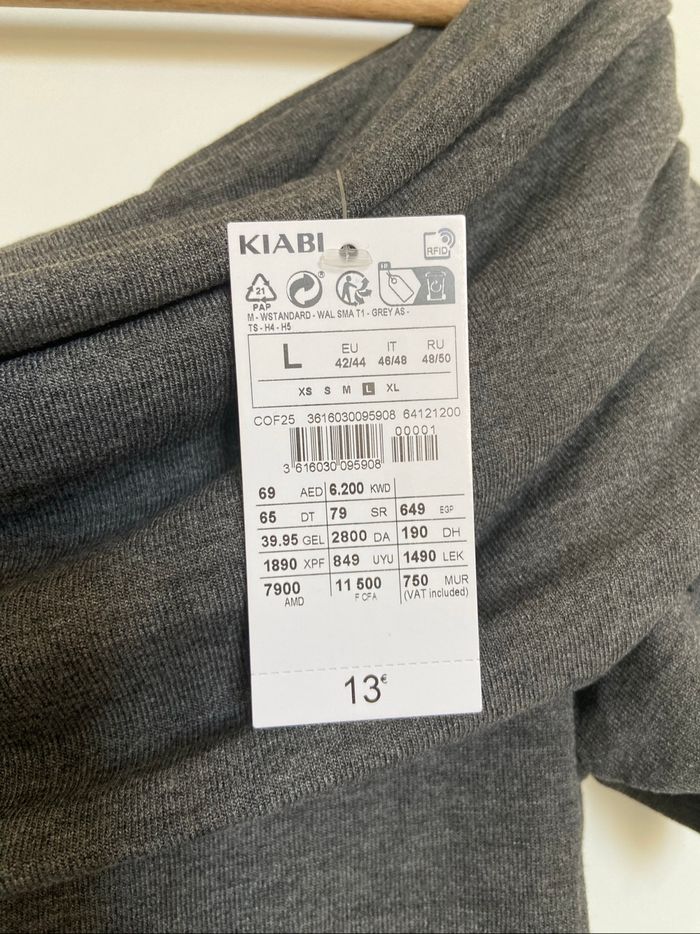 KIABI
RFID
21
PAP
M - WSTANDARD - WAL SMA T1 - GREY AS -
TS - H4 - H5
L EU IT RU
42/44 46/48 48/50
XS S M L XL
COF25 3616030095908 64121200
00001
3 616030 095908
69 AED 6.200 KWD
65 DT 79 SR 649 EGP
39.95 GEL 2800 DA 190 DH
1890 XPF 849 UYU 1490 LEK
7900 AMD 11 500 F CFA 750 MUR
(VAT included)
13€